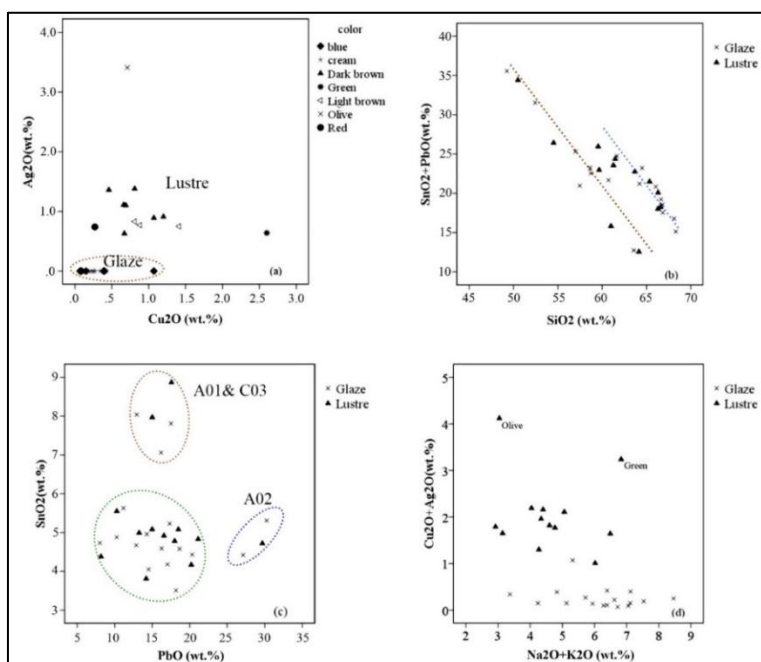 color
blue
cream
Dark brown
Green
Light brown
Olive
Red
Lustre
Glaze
(a)
Ag2O(wt.%)
4.0
3.0
2.0
1.0
.0
.0 .5 1.0 1.5 2.0 2.5 3.0
Cu2O (wt.%)
Glaze
Lustre
(b)
SnO2+PbO(wt.%)
40
35
30
25
20
15
10
45 50 55 60 65 70
SiO2 (wt.%)
A01& C03
A02
Glaze
Lustre
(c)
SnO2(wt.%)
9
8
7
6
5
4
3
5 10 15 20 25 30 35
PbO (wt.%)
Glaze
Lustre
Olive
Green
(d)
Cu2O+Ag2O(wt.%)
5
4
3
2
1
0
2 3 4 5 6 7 8 9
Na2O+K2O (wt.%)